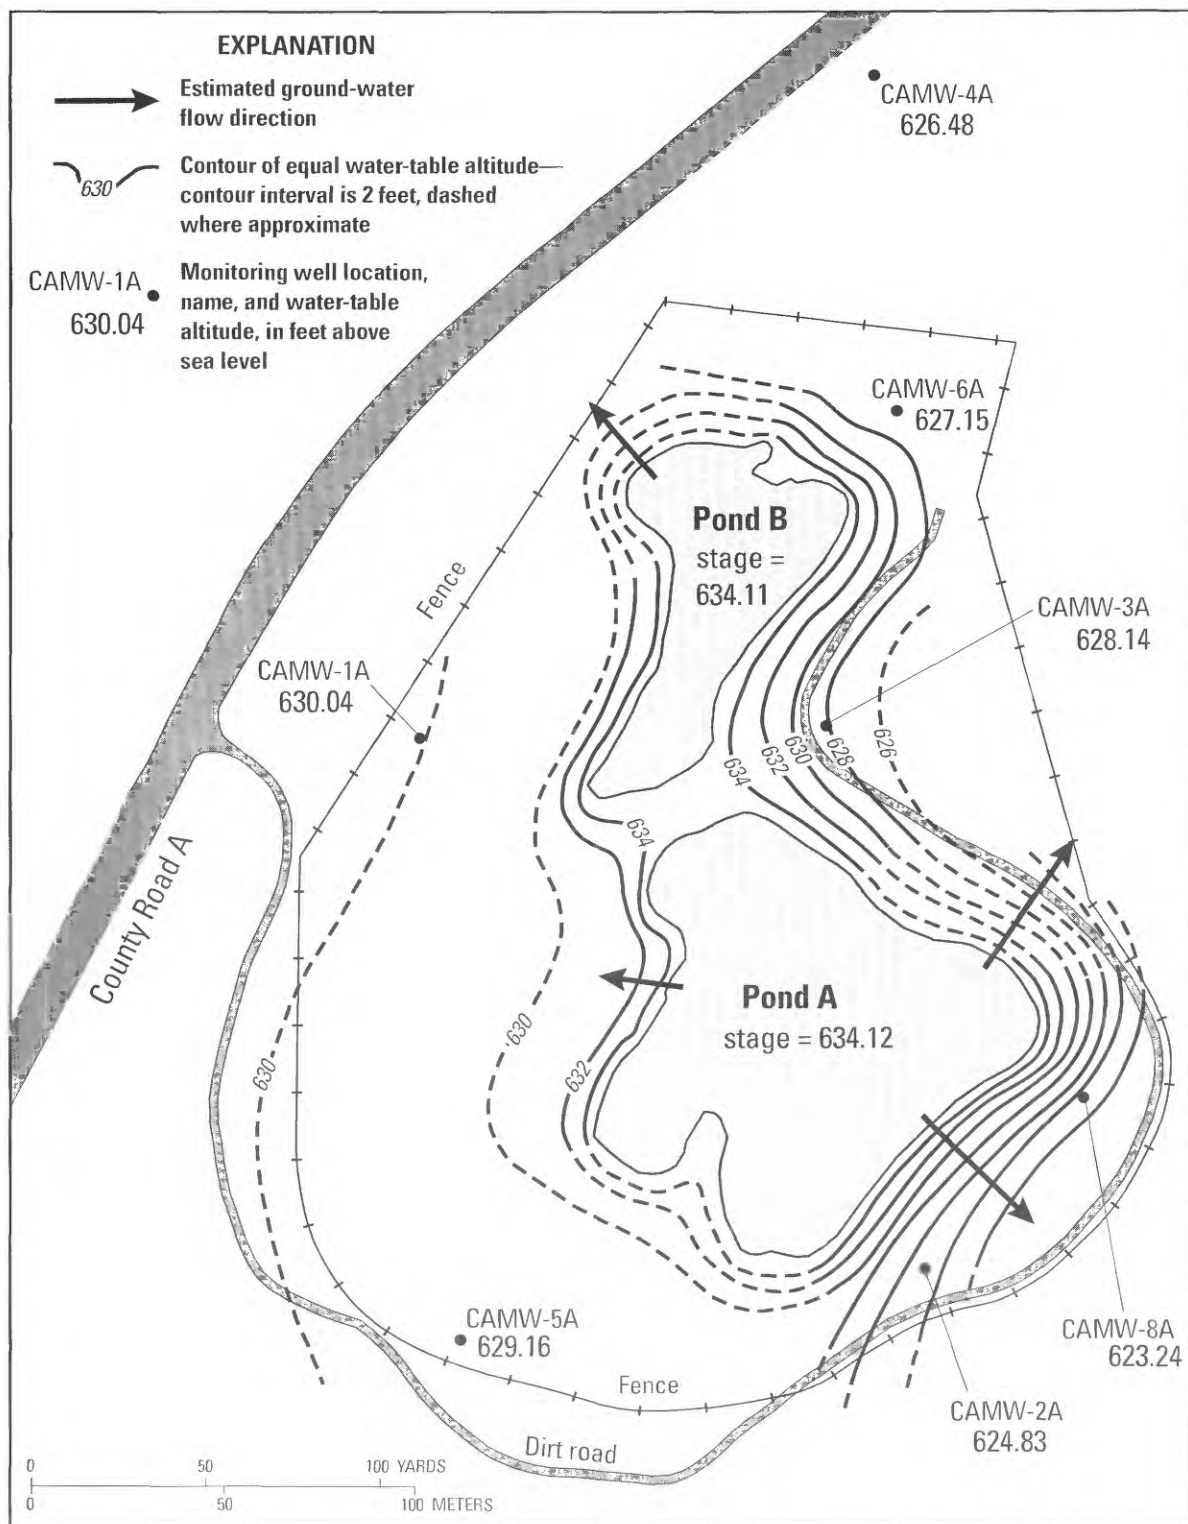 EXPLANATION
Estimated ground-water
flow direction
630
Contour of equal water-table altitude—
contour interval is 2 feet, dashed
where approximate
CAMW-1A
630.04
Monitoring well location,
name, and water-table
altitude, in feet above
sea level
CAMW-4A
626.48
CAMW-6A
627.15
Pond B
stage =
634.11
Fence
CAMW-3A
628.14
CAMW-1A
630.04
626
628
630
632
634
634
County Road A
Pond A
stage = 634.12
630
632
630
CAMW-5A
629.16
CAMW-8A
623.24
Fence
CAMW-2A
624.83
Dirt road
0 50 100 YARDS
0 50 100 METERS